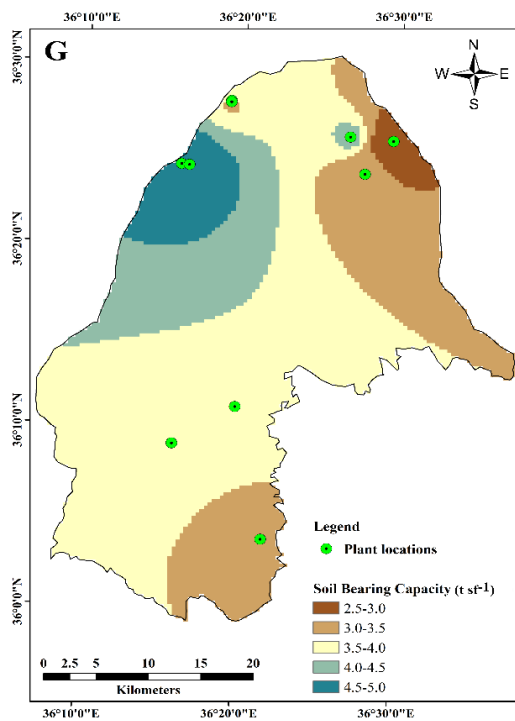 36°10'0"E 36°20'0"E 36°30'0"E
G
N
W E
S
36°30'0"N
36°20'0"N
36°10'0"N
36°0'0"N
Legend
Plant locations
Soil Bearing Capacity (t sf⁻¹)
2.5-3.0
3.0-3.5
3.5-4.0
4.0-4.5
4.5-5.0
0 2.5 5 10 15 20
Kilometers
36°10'0"E 36°20'0"E 36°30'0"E